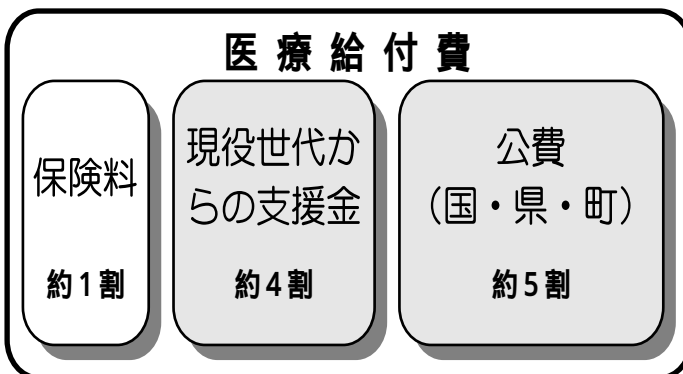 医療給付費
保険料
約1割
現役世代か
らの支援金
約4割
公費
（国・県・町）
約5割